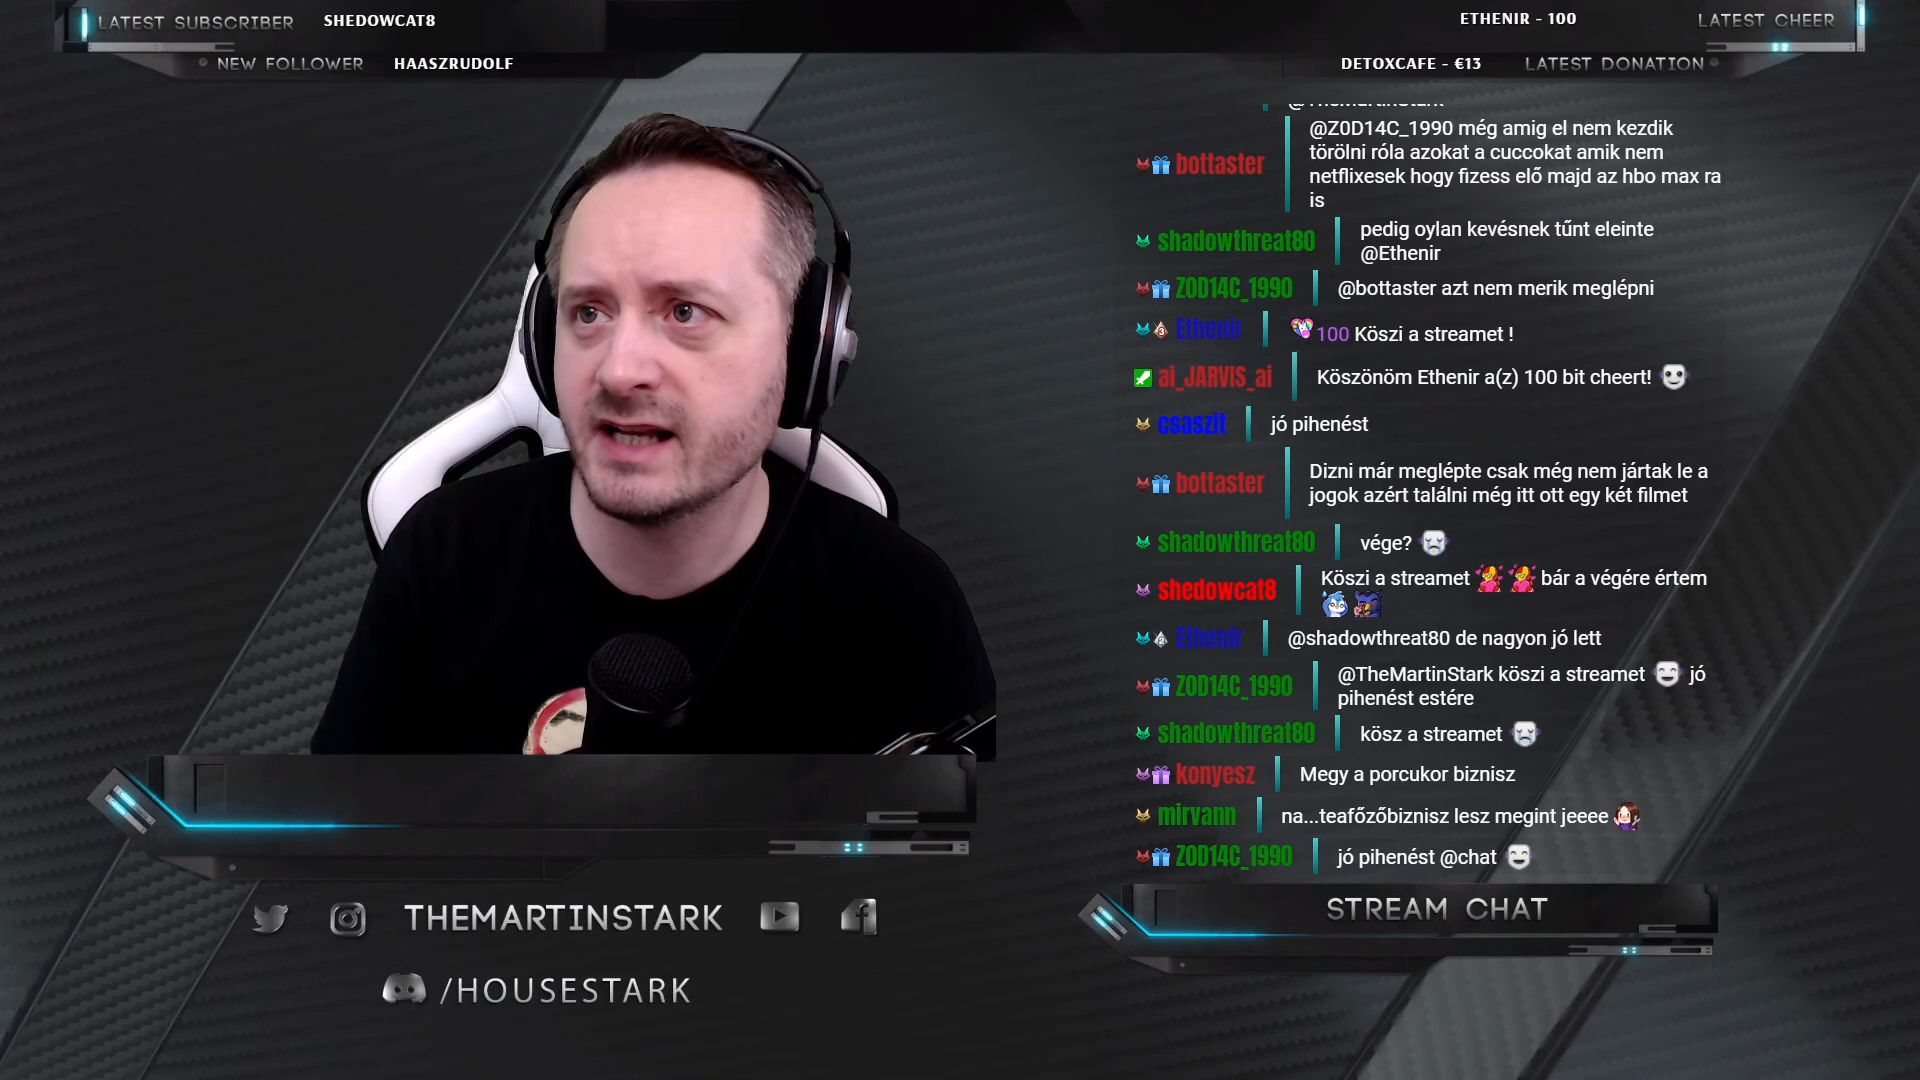 LATEST SUBSCRIBER SHEDOWCAT8
ETHENIR - 100 LATEST CHEER
NEW FOLLOWER HAASZRUDOLF
DETOXCAFE - €13 LATEST DONATION
@TheMartinStark
bottaster
@Z0D14C_1990 még amig el nem kezdik
törölni róla azokat a cuccokat amik nem
netflixesek hogy fizess elő majd az hbo max ra
is
shadowthreat80
pedig oylan kevésnek tűnt eleinte
@Ethenir
Z0D14C_1990 @bottaster azt nem merik meglépni
Ethenir 100 Köszi a streamet !
ai_JARVIS_ai Köszönöm Ethenir a(z) 100 bit cheert!
csaszit jó pihenést
bottaster
Dizni már meglépte csak még nem jártak le a
jogok azért találni még itt ott egy két filmet
shadowthreat80 vége?
shedowcat8 Köszi a streamet bár a végére értem
Ethenir @shadowthreat80 de nagyon jó lett
Z0D14C_1990
@TheMartinStark köszi a streamet jó
pihenést estére
shadowthreat80 kösz a streamet
konyesz Megy a porcukor biznisz
mirvann na...teafőzőbiznisz lesz megint jeeee
Z0D14C_1990 jó pihenést @chat
STREAM CHAT
THEMARTINSTARK
/HOUSESTARK